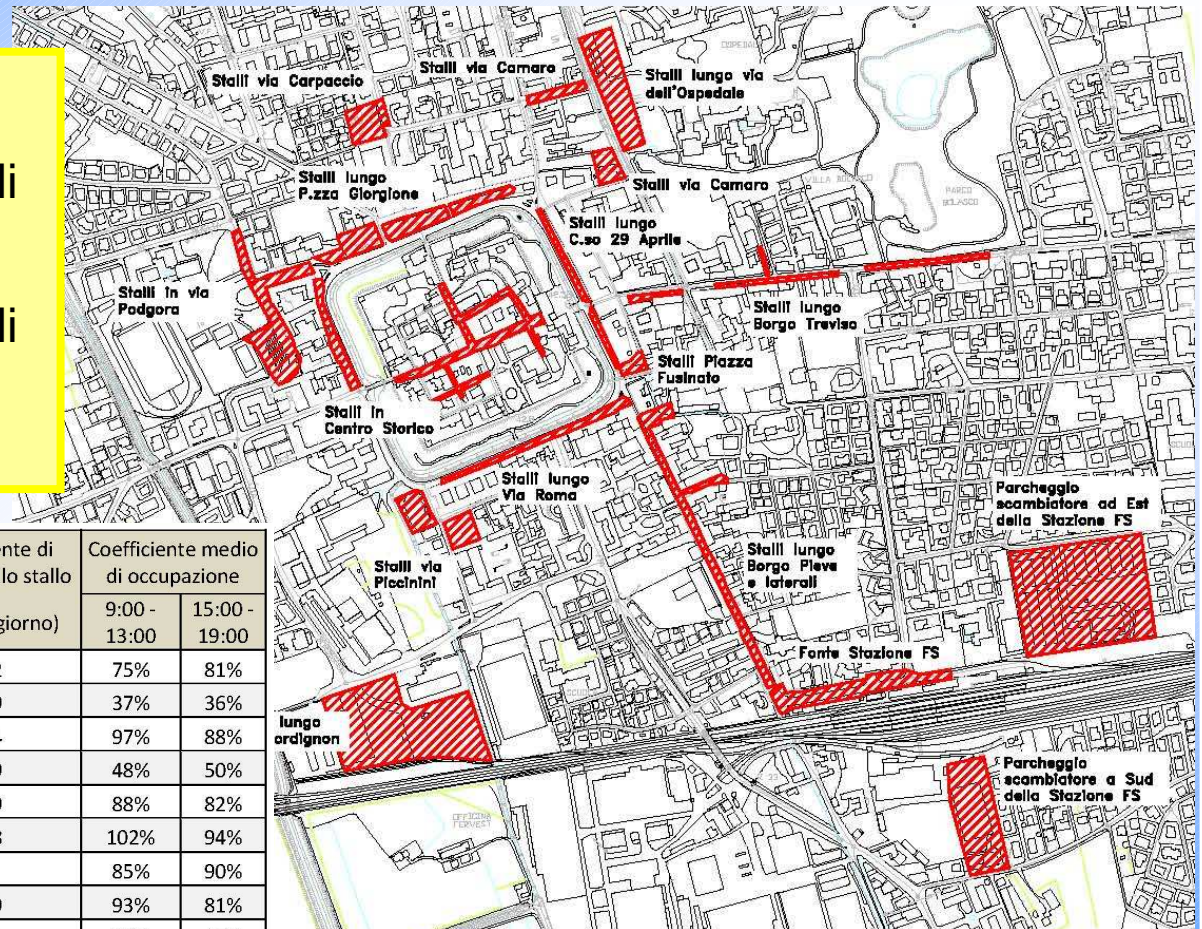 li
li
Stalli via Carpaccio
Stalli via Camaro
Stalli lungo via
dell'Ospedale
OSPEDALE
Stalli lungo
P.zza Giorgione
Stalli via Camaro
PARCO
BOLASCO
Stalli lungo
C.so 29 Aprile
Stalli in via
Podgora
Stalli lungo
Borgo Treviso
Stalli Piazza
Fusinato
Stalli in
Centro Storico
Stalli lungo
Via Roma
Parcheggio
scambiatore ad Est
della Stazione FS
Stalli via
Piccinini
Stalli lungo
Borgo Pieve
e laterali
Fonte Stazione FS
lungo
ordignon
Parcheggio
scambiatore a Sud
della Stazione FS
OFFICINA
FERVEST
ente di
lo stallo
giorno)
Coefficiente medio
di occupazione
9:00 - 13:00
15:00 - 19:00
75% 81%
37% 36%
97% 88%
48% 50%
88% 82%
102% 94%
85% 90%
93% 81%